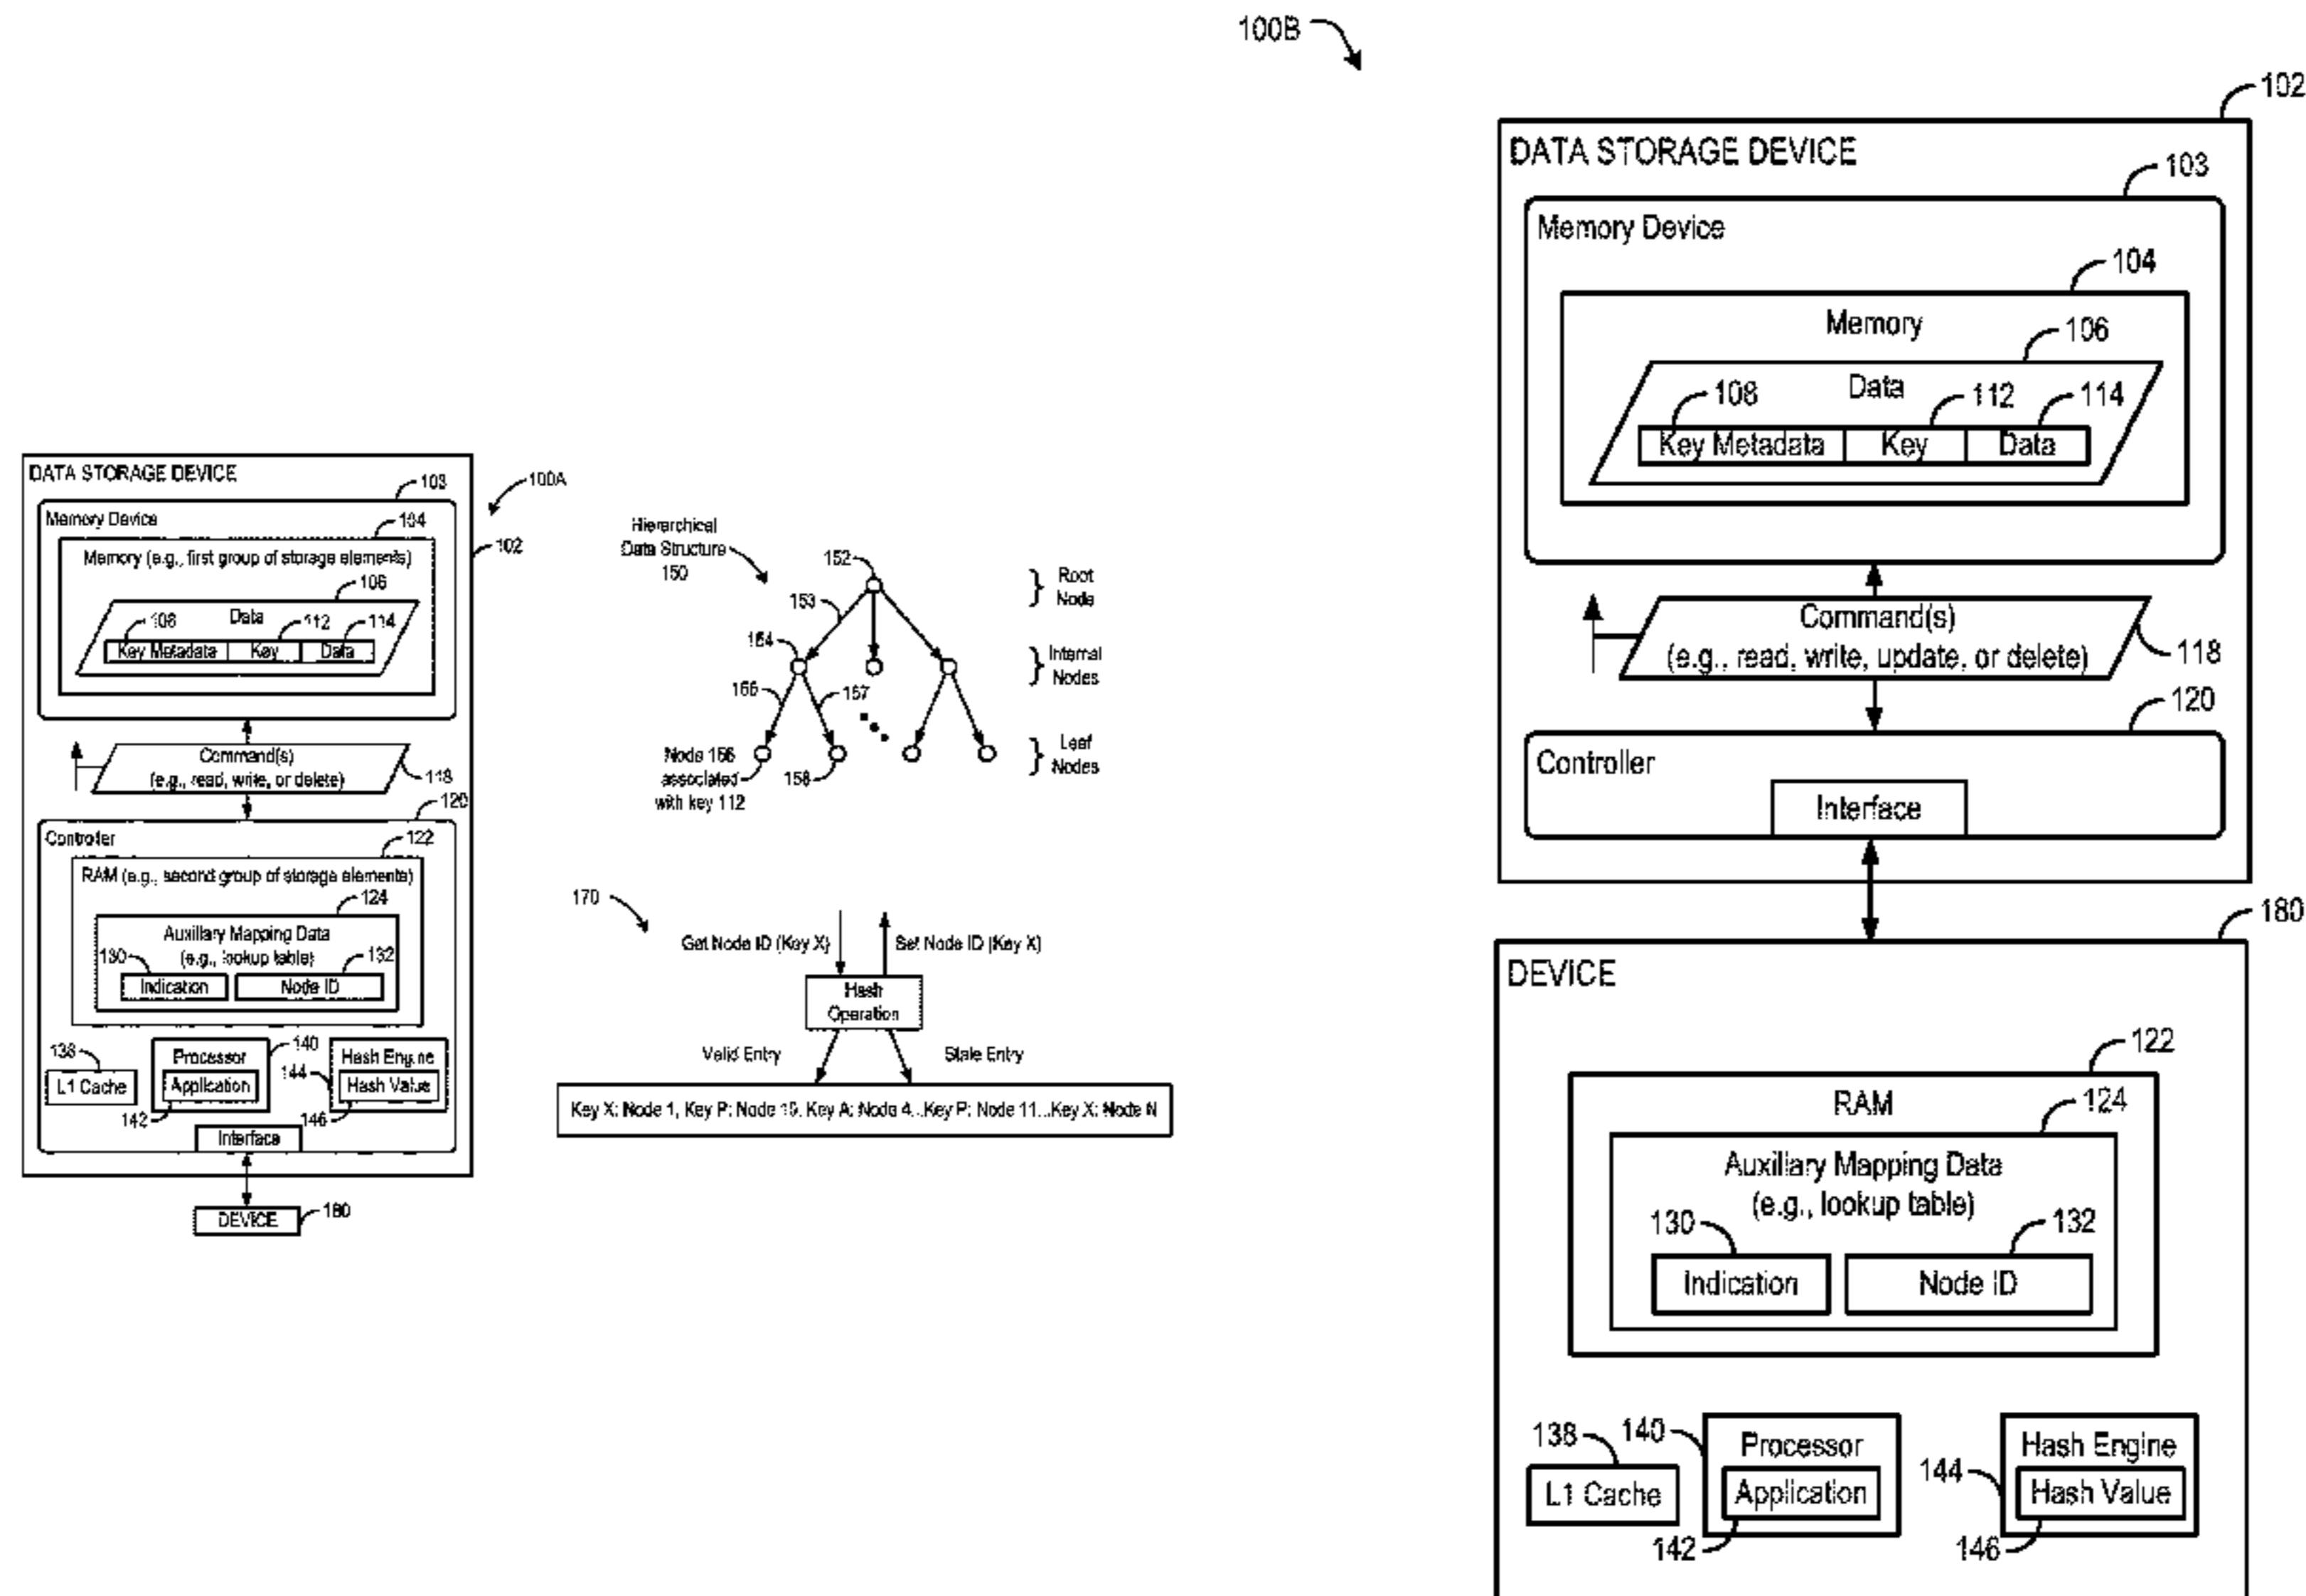 100B
102
DATA STORAGE DEVICE
103
Memory Device
104
Memory
106
Data
108
112
114
Key Metadata Key Data
Command(s)
(e.g., read, write, update, or delete)
118
120
Controller
Interface
180
DEVICE
122
RAM
124
Auxillary Mapping Data
(e.g., lookup table)
130
132
Indication
Node ID
138
140
Processor
Hash Engine
144
L1 Cache
Application
Hash Value
142
146
DATA STORAGE DEVICE
103
100A
Memory Device
104
102
Memory (e.g., first group of storage elements)
106
108
Data
112
114
Key Metadata Key Data
Command(s)
(e.g., read, write, or delete)
118
120
Controller
122
RAM (e.g., second group of storage elements)
124
Auxillary Mapping Data
(e.g., lookup table)
130
132
Indication
Node ID
138
Processor
140
Hash Engine
144
L1 Cache
Application
Hash Value
142
146
Interface
DEVICE
180
Hierarchical
Data Structure
150
152
Root
Node
153
154
Internal
Nodes
155
157
Node 156
associated
with key 112
158
Leaf
Nodes
170
Get Node ID (Key X)
Set Node ID (Key X)
Hash
Operation
Valid Entry
Stale Entry
Key X: Node 1, Key P: Node 10, Key A: Node 4...Key P: Node 11...Key X: Node N